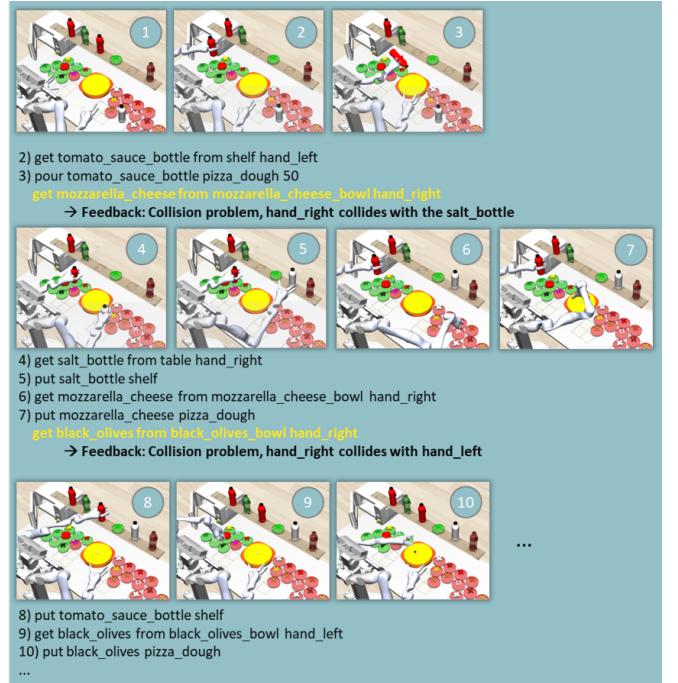 1
2
3
2) get tomato_sauce_bottle from shelf hand_left
3) pour tomato_sauce_bottle pizza_dough 50
get mozzarella_cheese from mozzarella_cheese_bowl hand_right
→ Feedback: Collision problem, hand_right collides with the salt_bottle
4
5
6
7
4) get salt_bottle from table hand_right
5) put salt_bottle shelf
6) get mozzarella_cheese from mozzarella_cheese_bowl hand_right
7) put mozzarella_cheese pizza_dough
get black_olives from black_olives_bowl hand_right
→ Feedback: Collision problem, hand_right collides with hand_left
8
9
10
...
8) put tomato_sauce_bottle shelf
9) get black_olives from black_olives_bowl hand_left
10) put black_olives pizza_dough
...